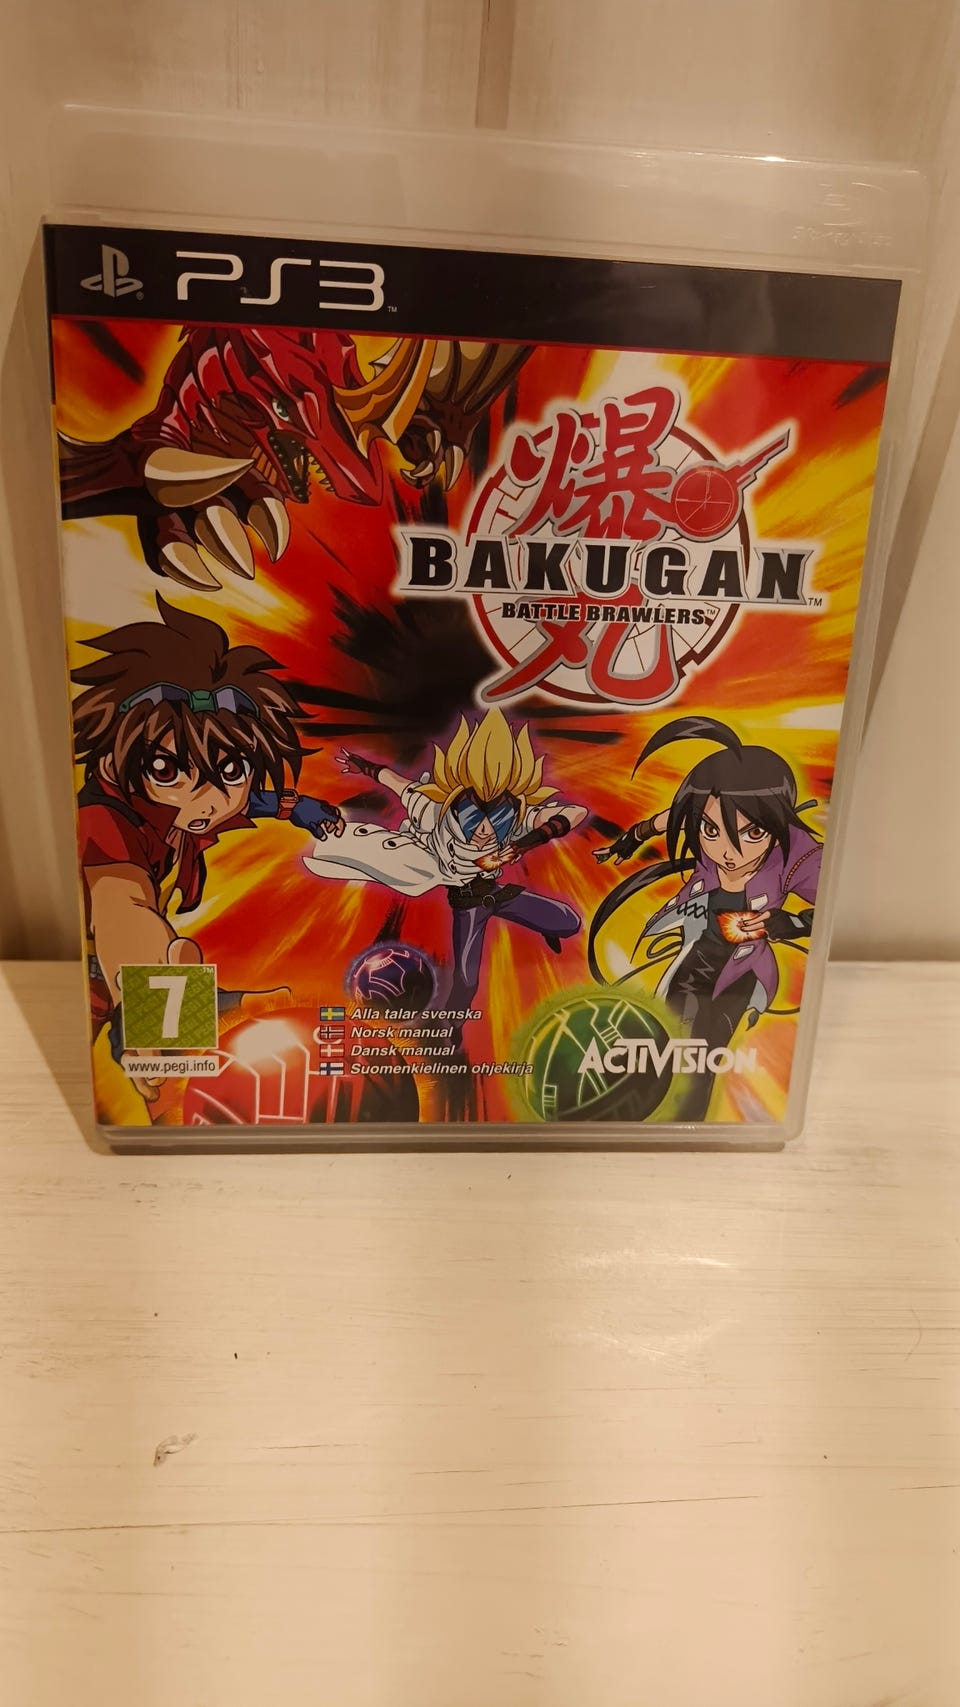 PS3
爆
BAKUGAN™
BATTLE BRAWLERS™
丸
7
www.pegi.info
Alla talar svenska
Norsk manual
Dansk manual
Suomenkielinen ohjekirja
ACTIVISION